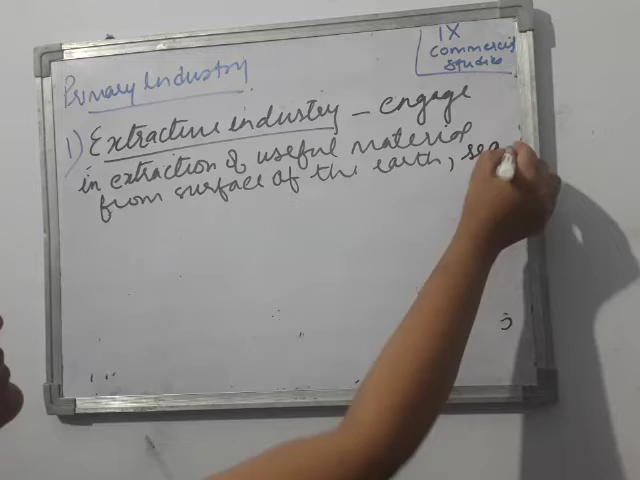 IX
Commercial
Studies
Primary Industry
1) Extractive industry – engage
in extraction of useful material
from surface of the earth, sea